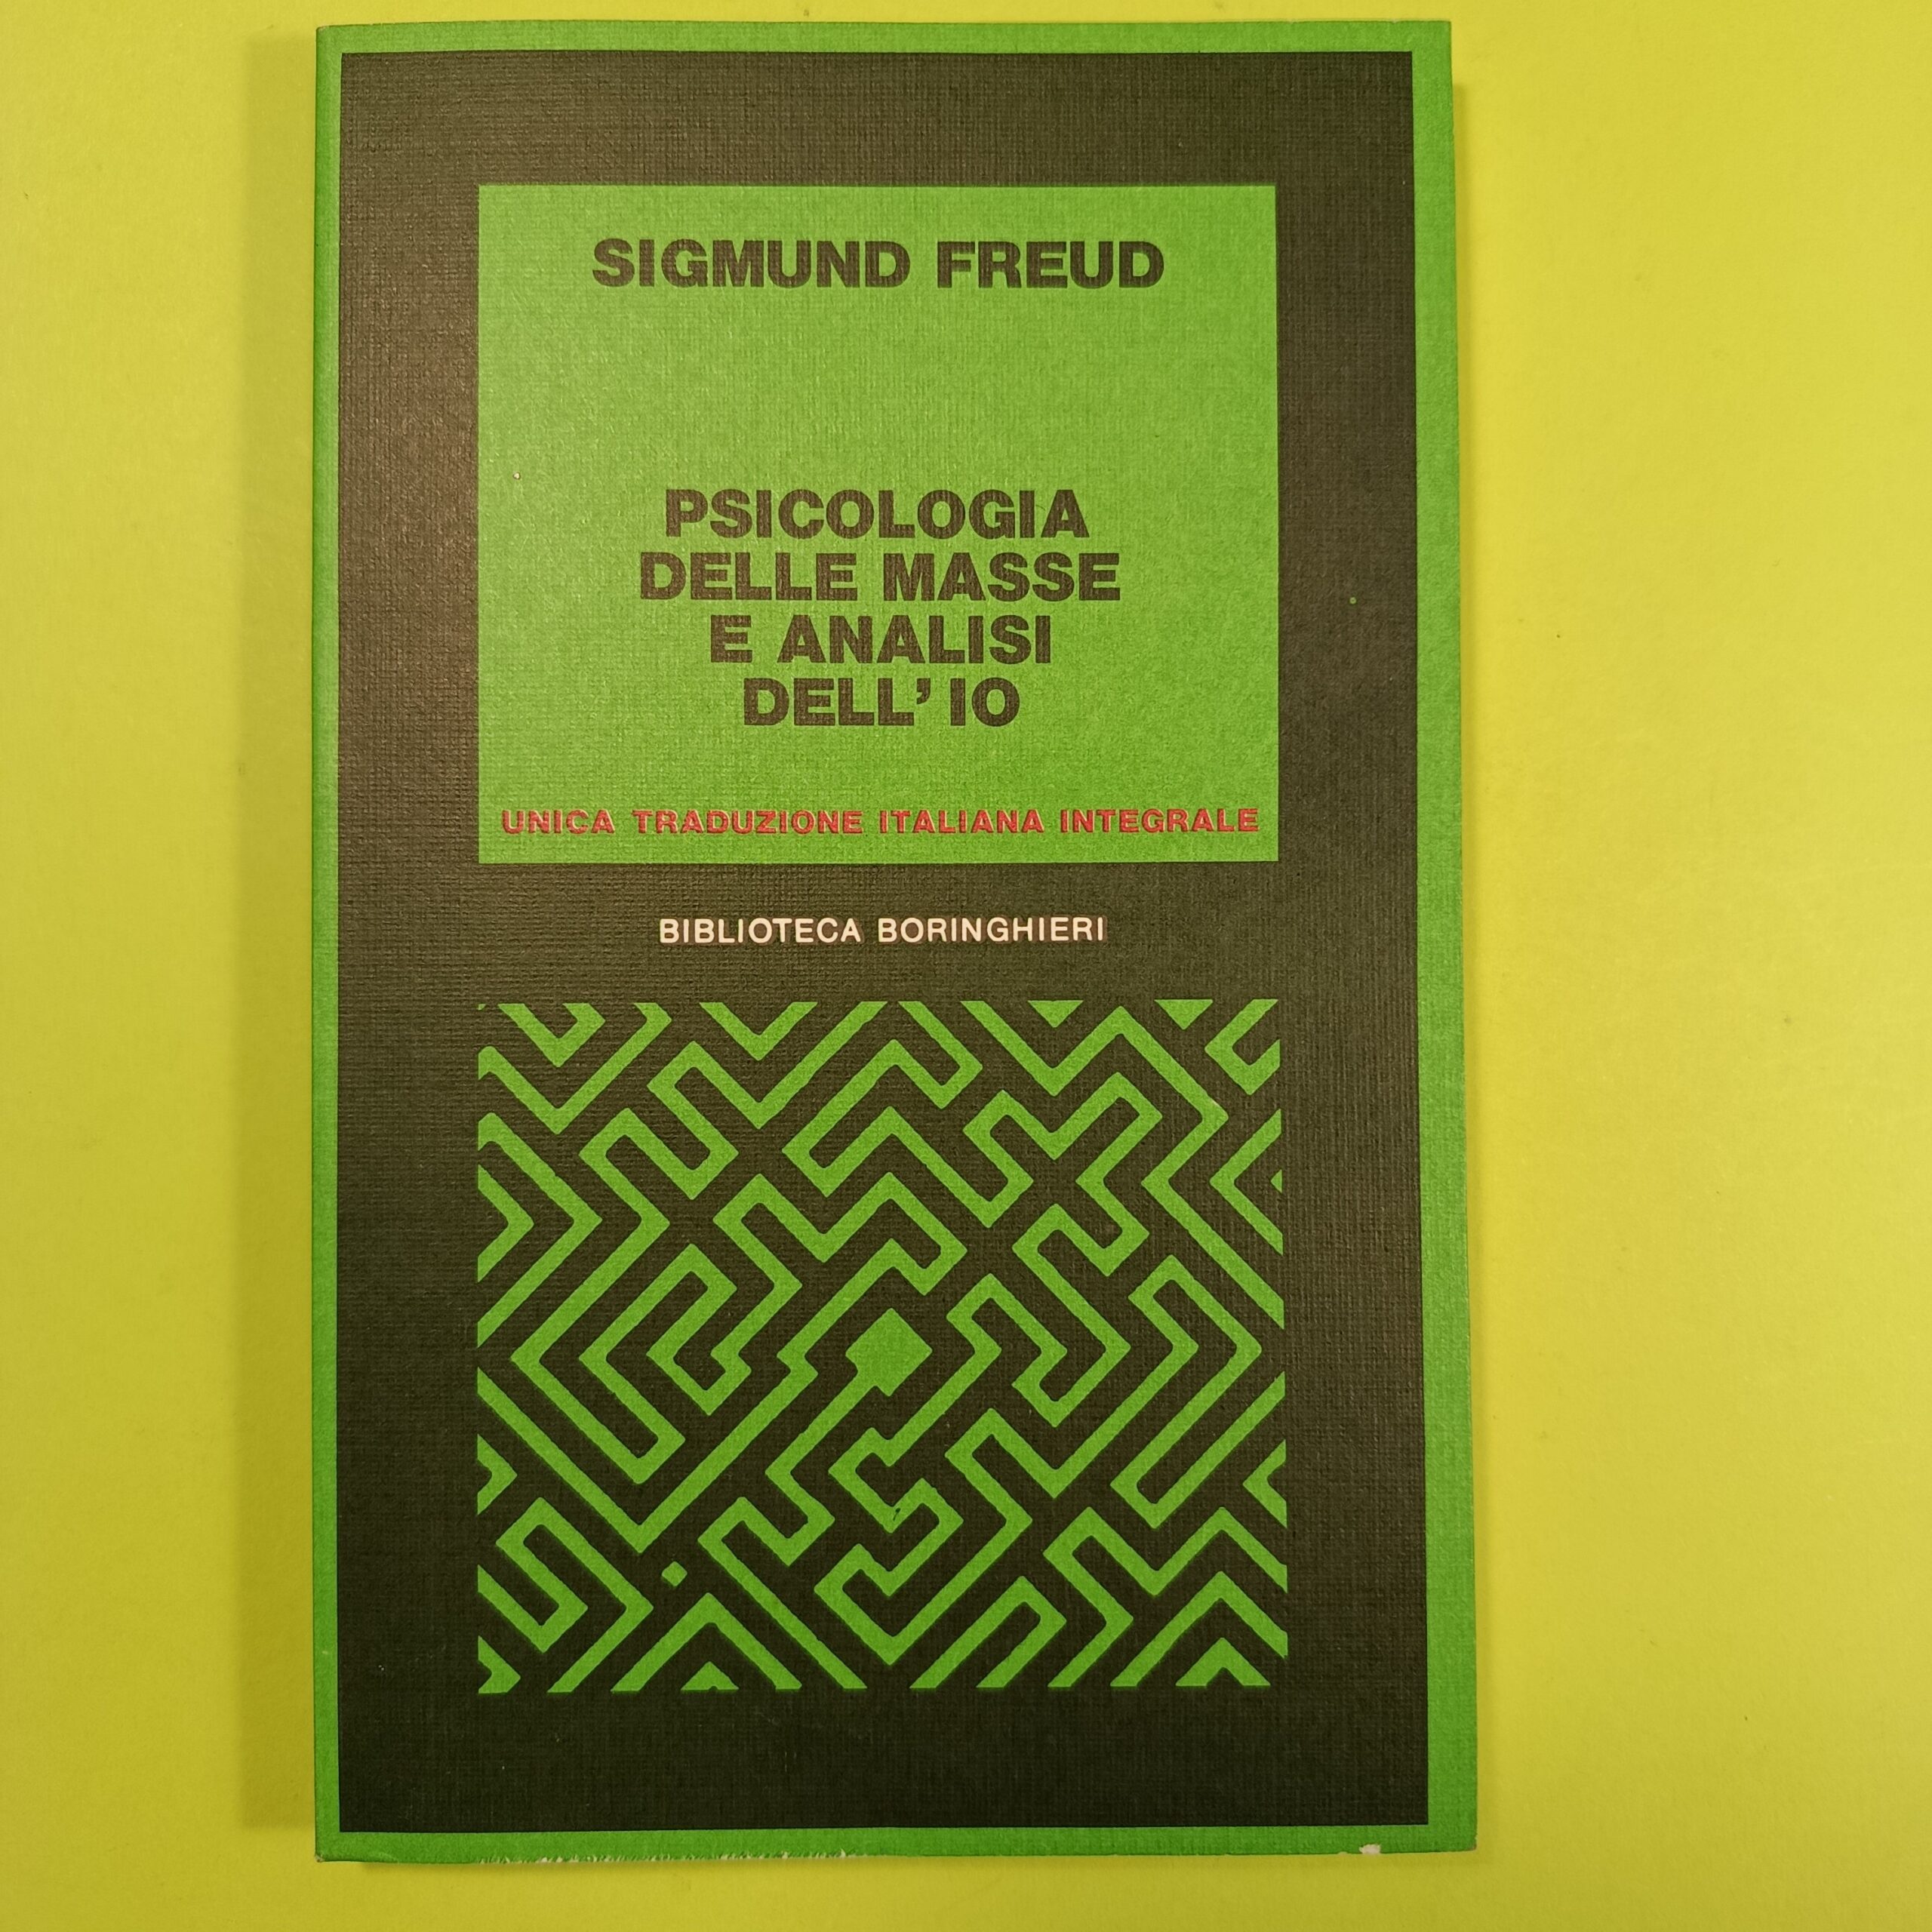 SIGMUND FREUD
PSICOLOGIA
DELLE MASSE
E ANALISI
DELL' IO
UNICA TRADUZIONE ITALIANA INTEGRALE
BIBLIOTECA BORINGHIERI